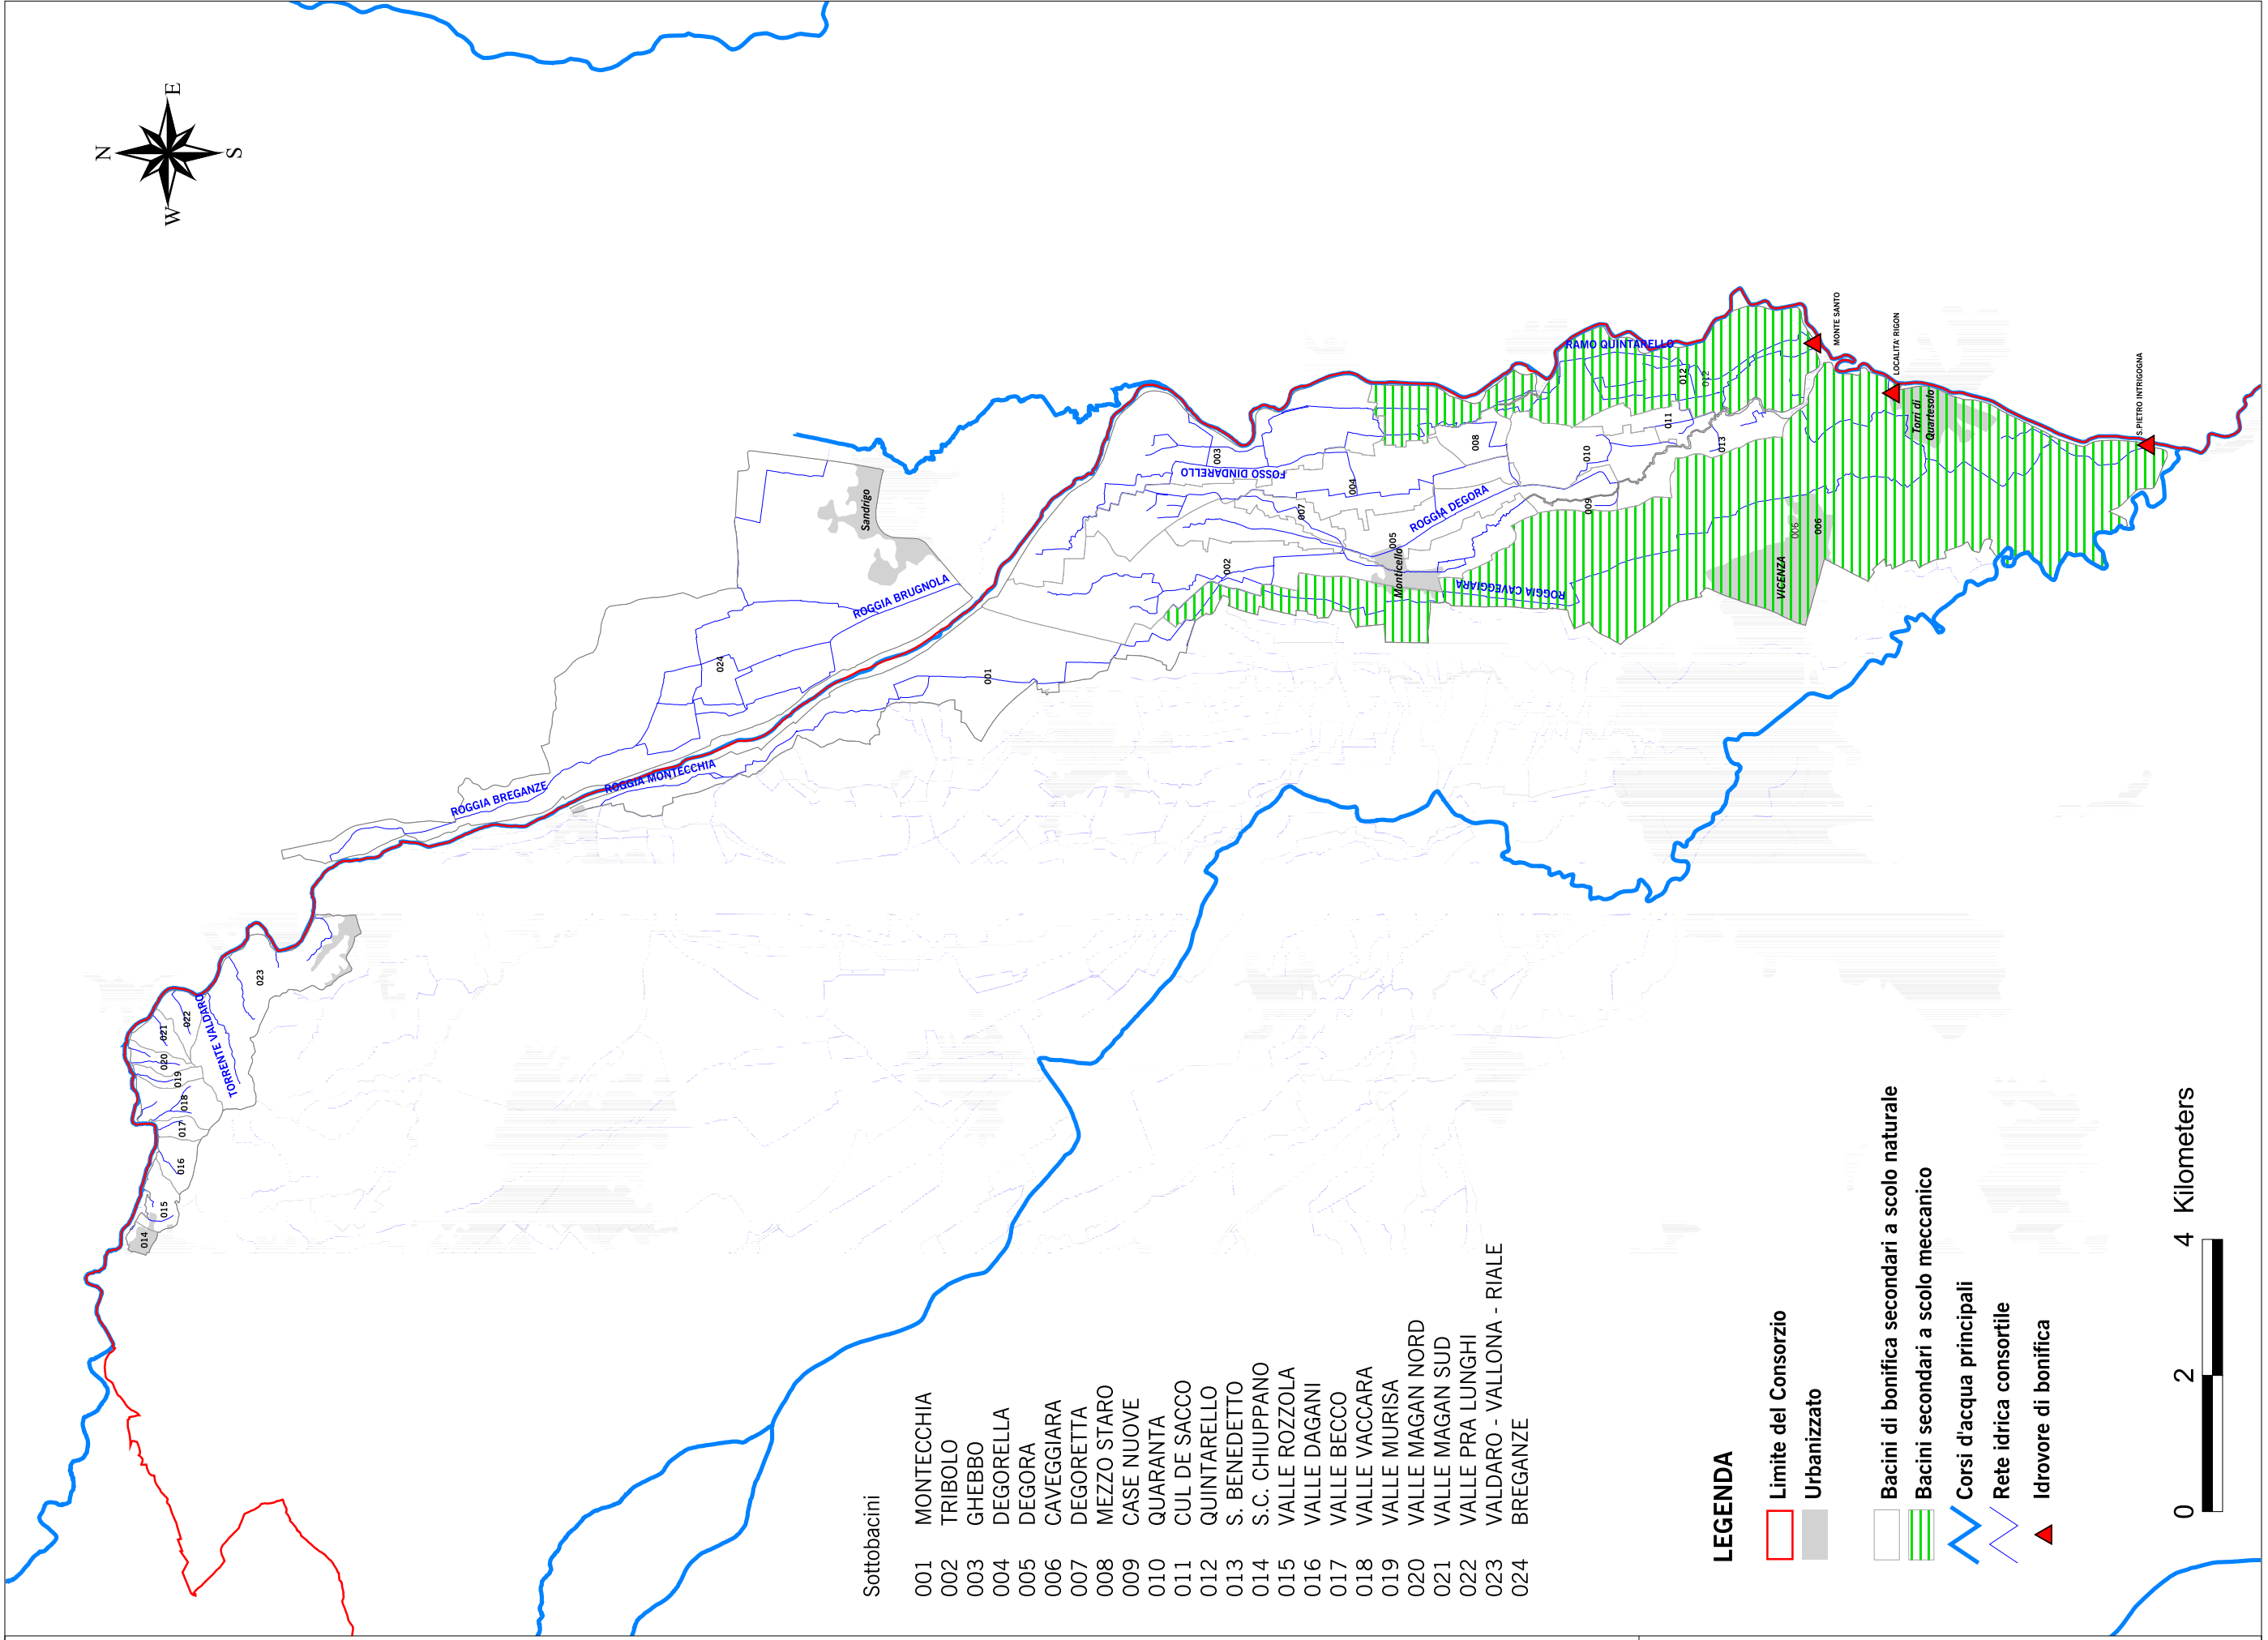 N
E
S
W
Sandrigo
ROGGIA BRUGNOLA
024
001
ROGGIA BREGANZE
ROGGIA MONTECCHIA
023
022
021
020
019
018
017
016
015
014
TORRENTE VALDARO
003
FOSSO DINDARELLO
004
007
002
005
Monticello
ROGGIA DEGORA
ROGGIA CAVEGGIARA
008
009
010
011
012
012
013
RAMO QUINTARELLO
006
006
VICENZA
MONTE SANTO
LOCALITA' RIGON
Torri di
Quartesolo
S.PIETRO INTRIGOGNA
Sottobacini
001 MONTECCHIA
002 TRIBOLO
003 GHEBBO
004 DEGORELLA
005 DEGORA
006 CAVEGGIARA
007 DEGORETTA
008 MEZZO STARO
009 CASE NUOVE
010 QUARANTA
011 CUL DE SACCO
012 QUINTARELLO
013 S. BENEDETTO
014 S.C. CHIUPPANO
015 VALLE ROZZOLA
016 VALLE DAGANI
017 VALLE BECCO
018 VALLE VACCARA
019 VALLE MURISA
020 VALLE MAGAN NORD
021 VALLE MAGAN SUD
022 VALLE PRA LUNGHI
023 VALDARO - VALLONA - RIALE
024 BREGANZE
LEGENDA
Limite del Consorzio
Urbanizzato
Bacini di bonifica secondari a scolo naturale
Bacini secondari a scolo meccanico
Corsi d'acqua principali
Rete idrica consortile
Idrovore di bonifica
0 2 4 Kilometers